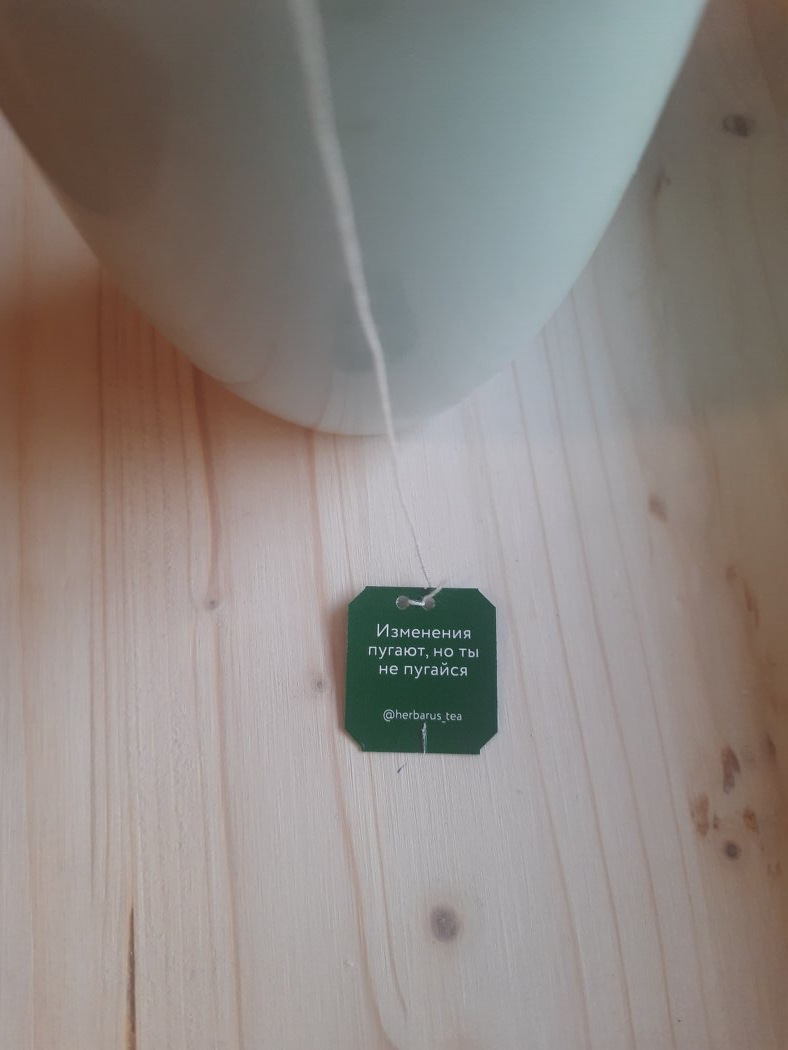 Изменения
пугают, но ты
не пугайся
@herbarus_tea